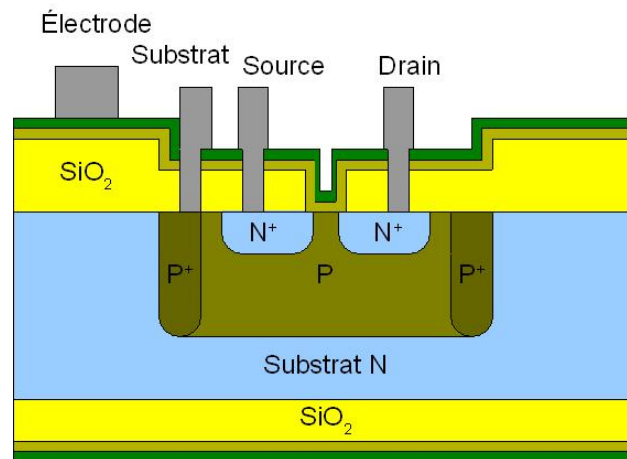 Électrode
Substrat
Source
Drain
SiO₂
N⁺
N⁺
P⁺
P
P⁺
Substrat N
SiO₂